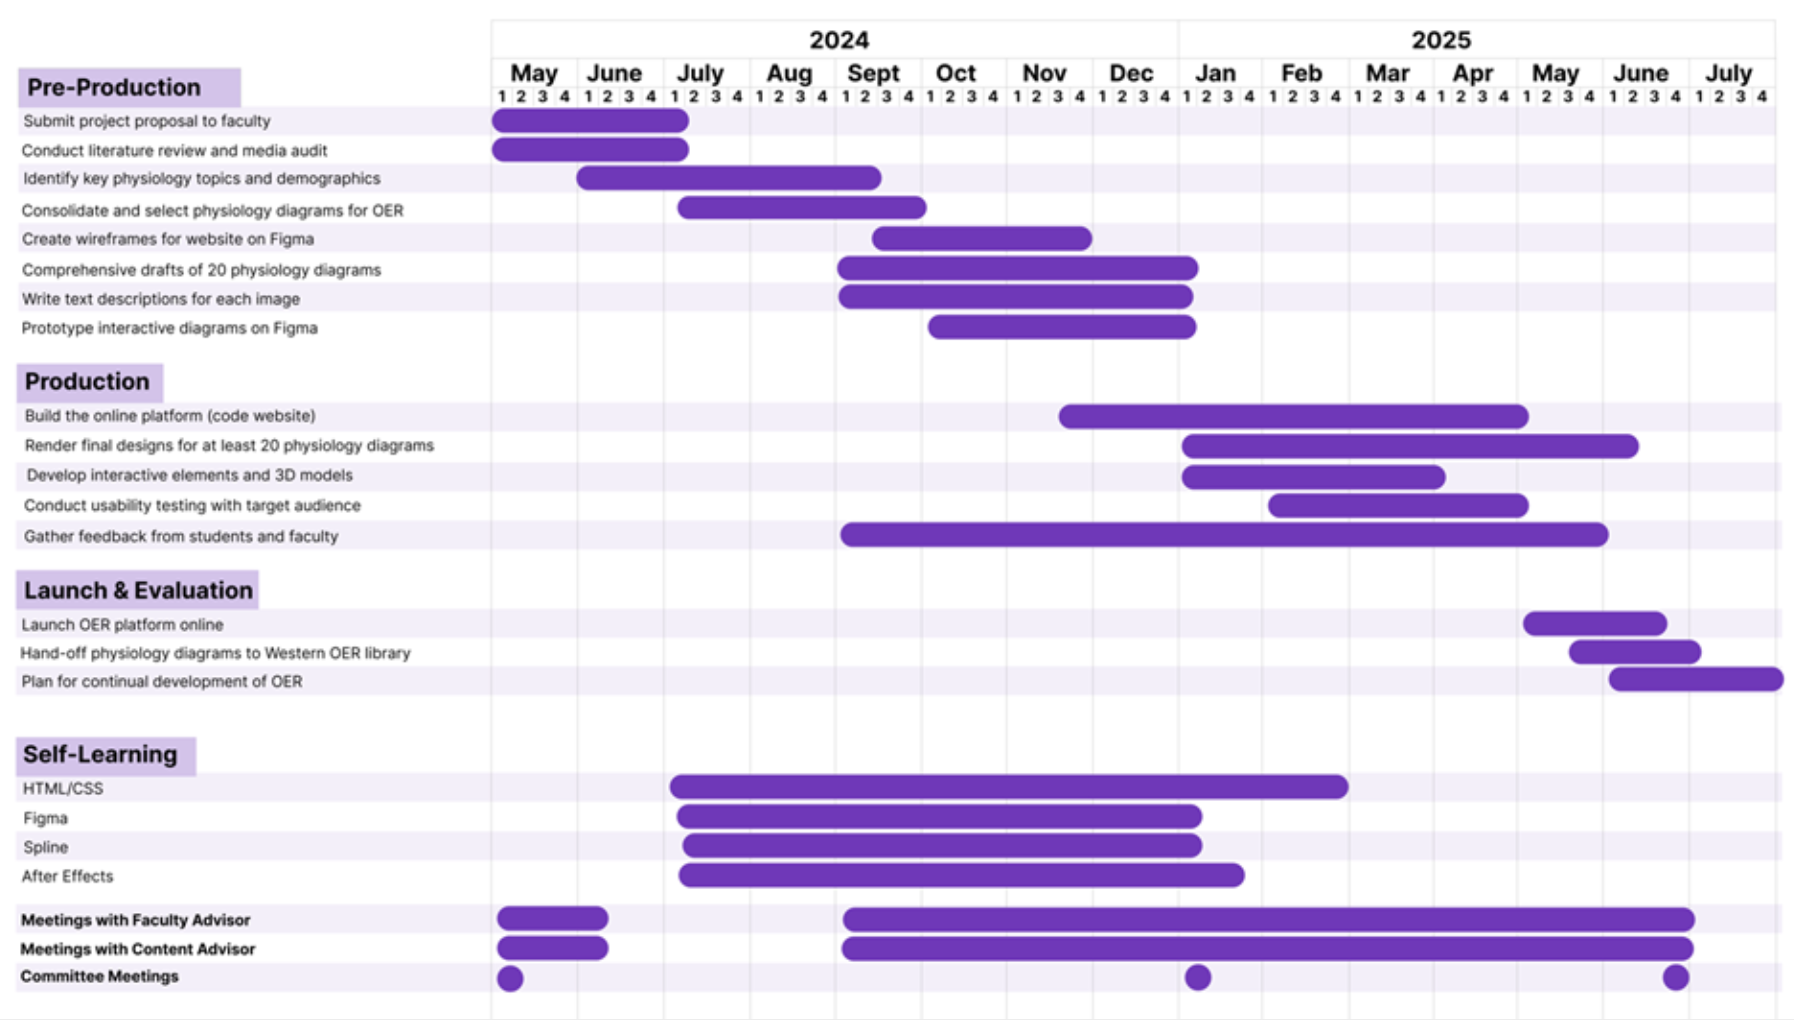 2024 2025
May June July Aug Sept Oct Nov Dec Jan Feb Mar Apr May June July
1 2 3 4 1 2 3 4 1 2 3 4 1 2 3 4 1 2 3 4 1 2 3 4 1 2 3 4 1 2 3 4 1 2 3 4 1 2 3 4 1 2 3 4 1 2 3 4 1 2 3 4 1 2 3 4 1 2 3 4
Pre-Production
Submit project proposal to faculty
Conduct literature review and media audit
Identify key physiology topics and demographics
Consolidate and select physiology diagrams for OER
Create wireframes for website on Figma
Comprehensive drafts of 20 physiology diagrams
Write text descriptions for each image
Prototype interactive diagrams on Figma
Production
Build the online platform (code website)
Render final designs for at least 20 physiology diagrams
Develop interactive elements and 3D models
Conduct usability testing with target audience
Gather feedback from students and faculty
Launch & Evaluation
Launch OER platform online
Hand-off physiology diagrams to Western OER library
Plan for continual development of OER
Self-Learning
HTML/CSS
Figma
Spline
After Effects
Meetings with Faculty Advisor
Meetings with Content Advisor
Committee Meetings